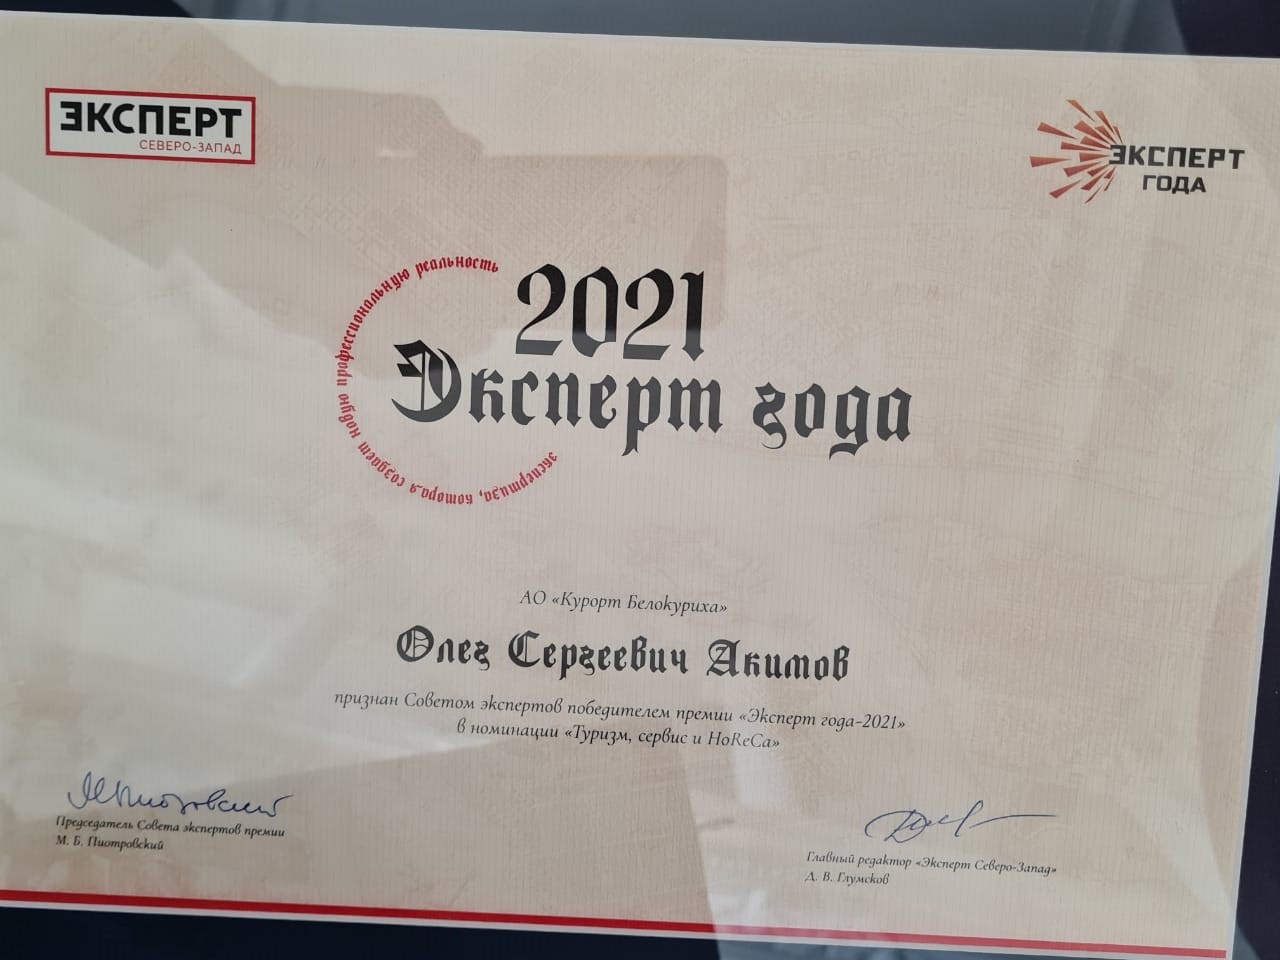 ЭКСПЕРТ
СЕВЕРО-ЗАПАД
ЭКСПЕРТ
ГОДА
экспертиза, которая создает новую профессиональную реальность
2021
Эксперт года
АО «Курорт Белокуриха»
Олег Сергеевич Акимов
признан Советом экспертов победителем премии «Эксперт года-2021»
в номинации «Туризм, сервис и HoReCa»
МПиотровский
Председатель Совета экспертов премии
М. Б. Пиотровский
Главный редактор «Эксперт Северо-Запад»
Д. В. Глумсков